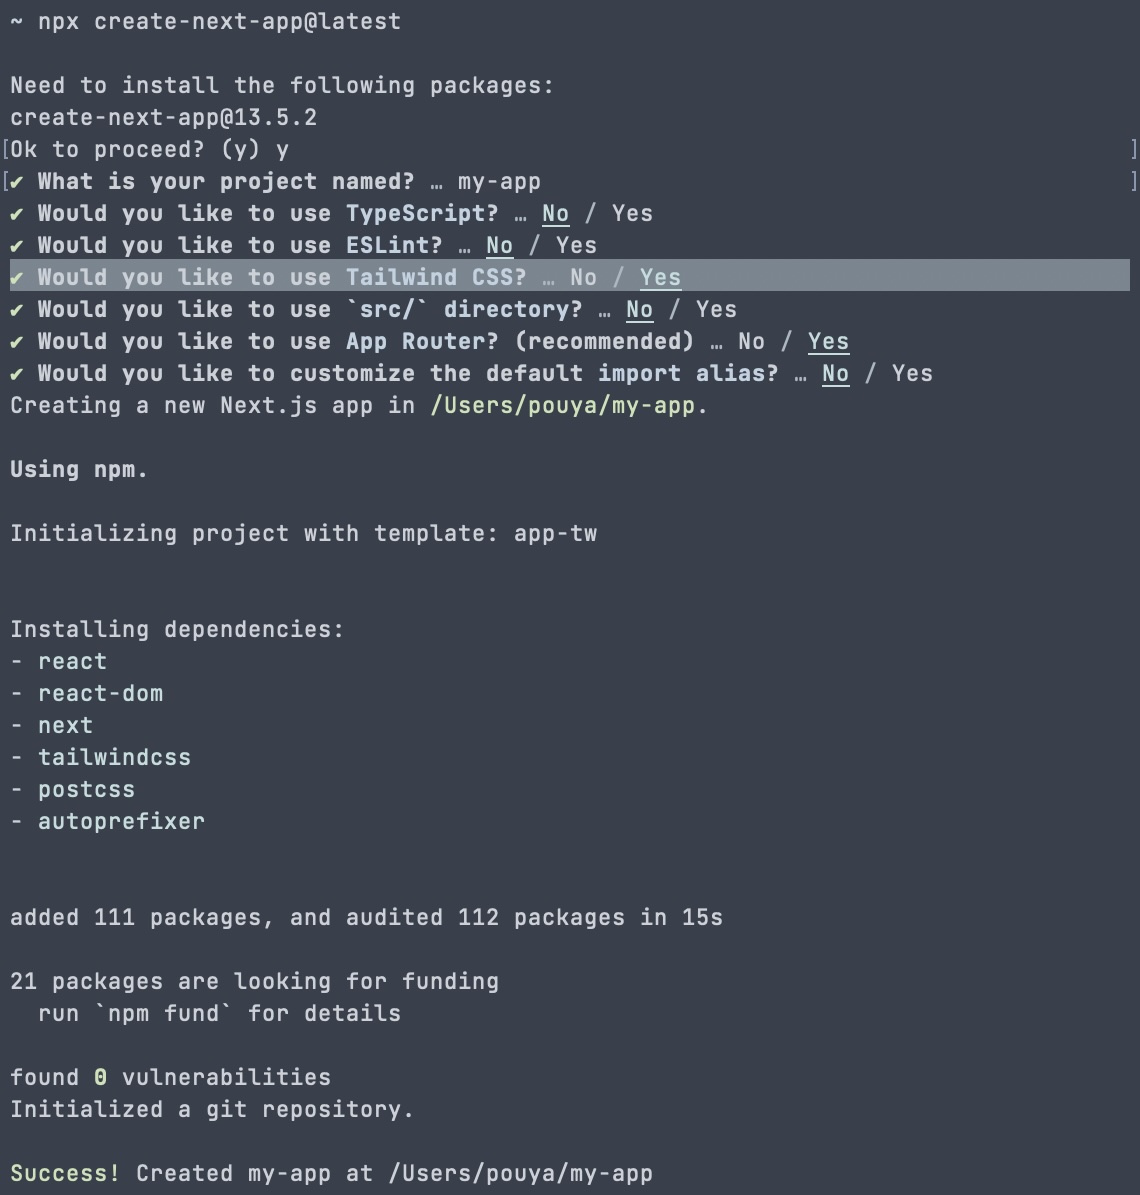 ~ npx create-next-app@latest
Need to install the following packages:
create-next-app@13.5.2
[Ok to proceed? (y) y ]
[✔ What is your project named? … my-app ]
✔ Would you like to use TypeScript? … No / Yes
✔ Would you like to use ESLint? … No / Yes
✔ Would you like to use Tailwind CSS? … No / Yes
✔ Would you like to use `src/` directory? … No / Yes
✔ Would you like to use App Router? (recommended) … No / Yes
✔ Would you like to customize the default import alias? … No / Yes
Creating a new Next.js app in /Users/pouya/my-app.
Using npm.
Initializing project with template: app-tw
Installing dependencies:
- react
- react-dom
- next
- tailwindcss
- postcss
- autoprefixer
added 111 packages, and audited 112 packages in 15s
21 packages are looking for funding
run `npm fund` for details
found 0 vulnerabilities
Initialized a git repository.
Success! Created my-app at /Users/pouya/my-app